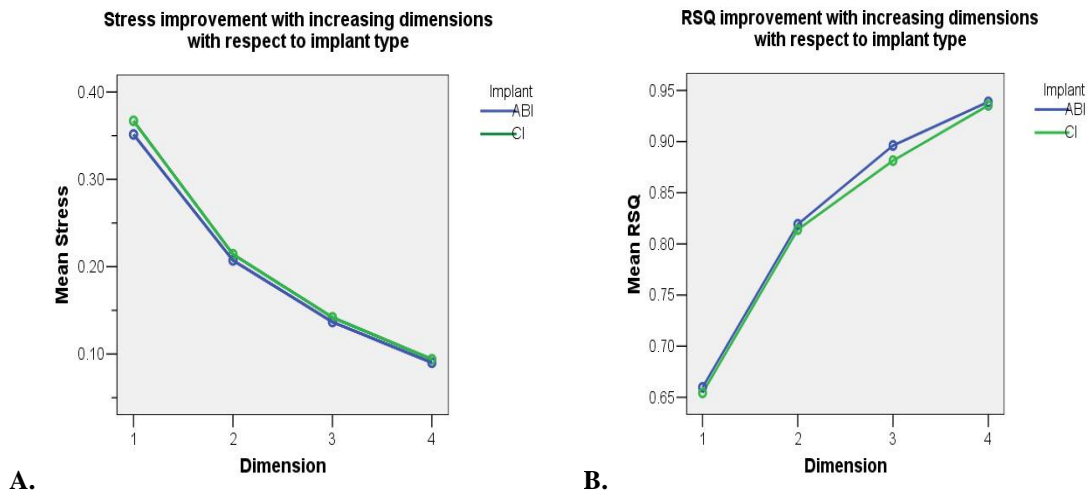 Stress improvement with increasing dimensions
with respect to implant type
0.40
0.30
0.20
0.10
Mean Stress
1 2 3 4
Dimension
Implant
ABI
CI
A.
RSQ improvement with increasing dimensions
with respect to implant type
0.95
0.90
0.85
0.80
0.75
0.70
0.65
Mean RSQ
1 2 3 4
Dimension
Implant
ABI
CI
B.